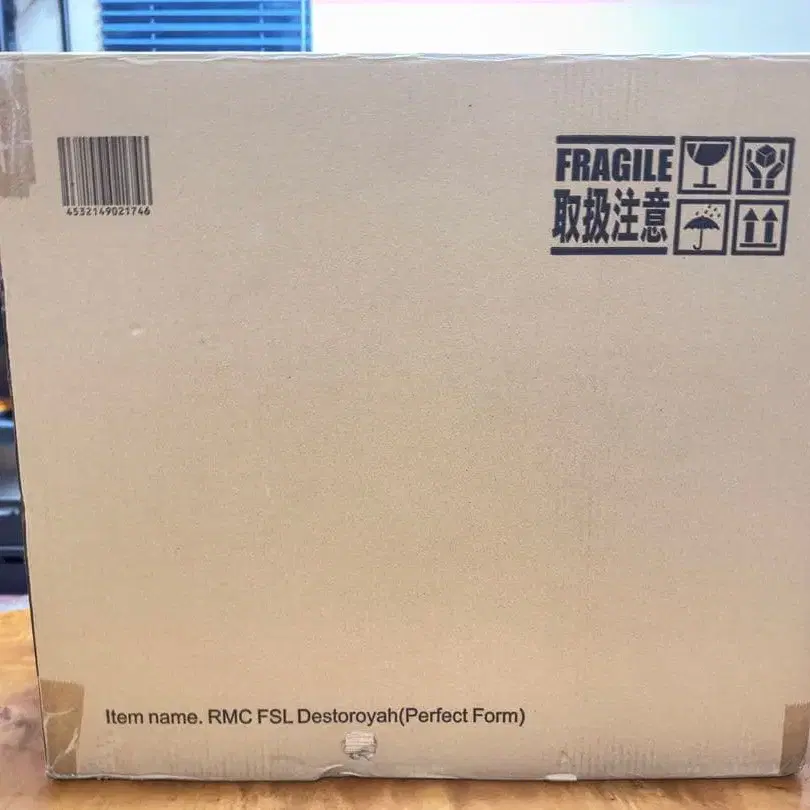 4532149021746
FRAGILE
取扱注意
Item name. RMC FSL Destoroyah(Perfect Form)